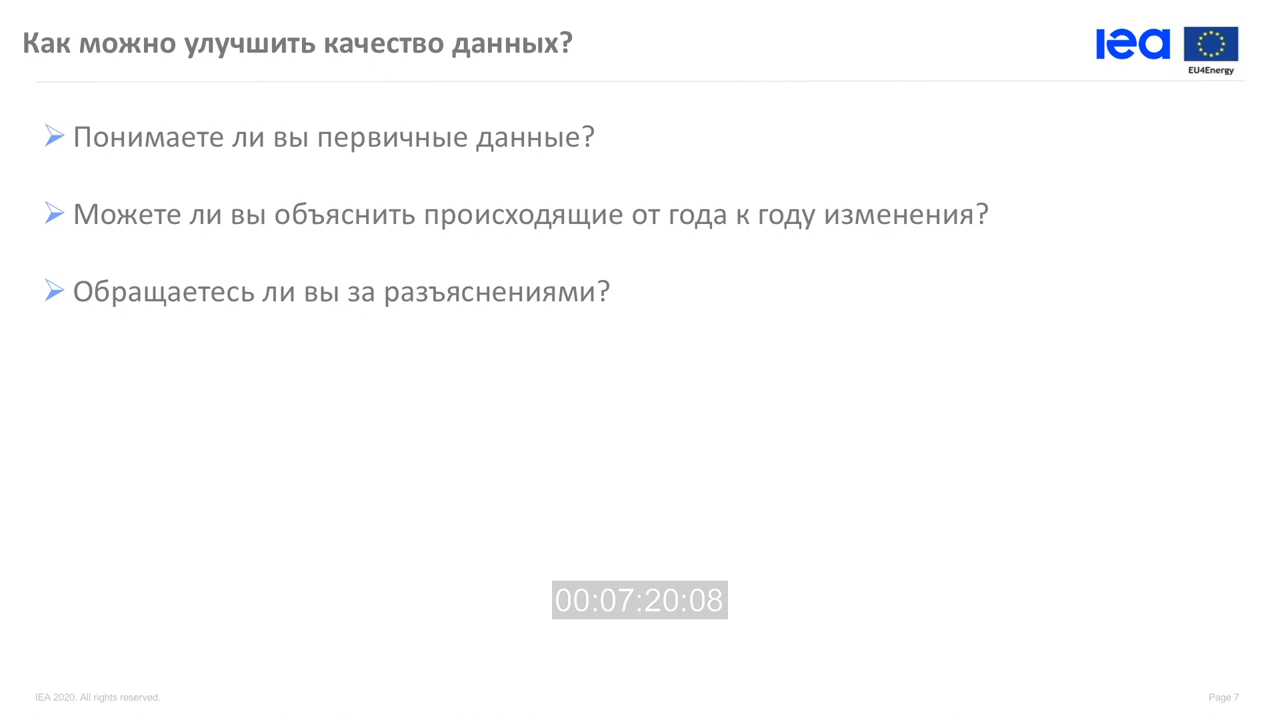 Как можно улучшить качество данных?
iea
EU4Energy
Понимаете ли вы первичные данные?
Можете ли вы объяснить происходящие от года к году изменения?
Обращаетесь ли вы за разъяснениями?
00:07:20:08
IEA 2020. All rights reserved.
Page 7